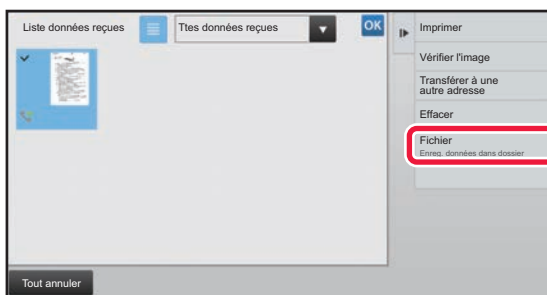 Liste données reçues
Ttes données reçues
OK
Imprimer
Vérifier l'image
Transférer à une
autre adresse
Effacer
Fichier
Enreg. données dans dossier
Tout annuler